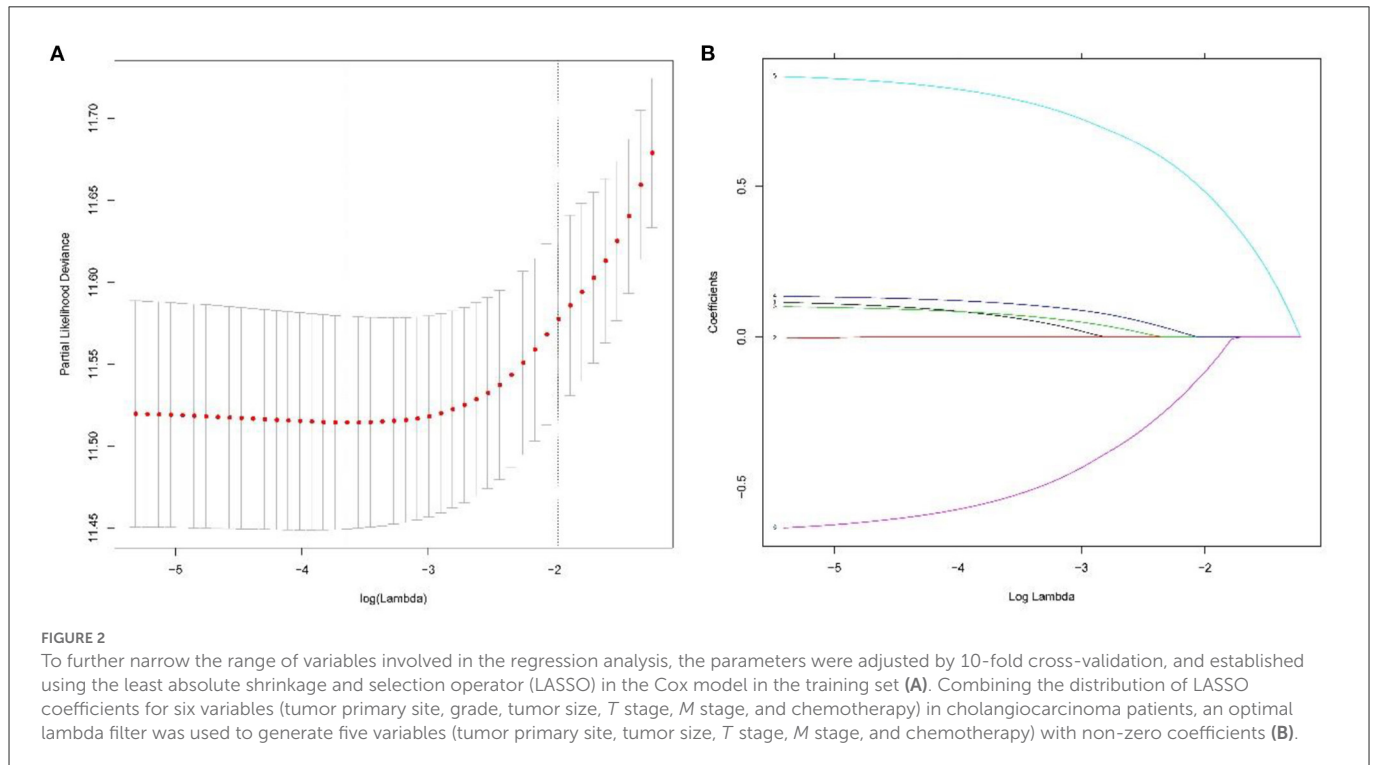 A
11.70
11.65
11.60
11.55
11.50
11.45
Partial Likelihood Deviance
-5
-4
-3
-2
log(Lambda)
B
0.5
0.0
-0.5
Coefficients
-5
-4
-3
-2
Log Lambda
FIGURE 2
To further narrow the range of variables involved in the regression analysis, the parameters were adjusted by 10-fold cross-validation, and established
using the least absolute shrinkage and selection operator (LASSO) in the Cox model in the training set (A). Combining the distribution of LASSO
coefficients for six variables (tumor primary site, grade, tumor size, T stage, M stage, and chemotherapy) in cholangiocarcinoma patients, an optimal
lambda filter was used to generate five variables (tumor primary site, tumor size, T stage, M stage, and chemotherapy) with non-zero coefficients (B).